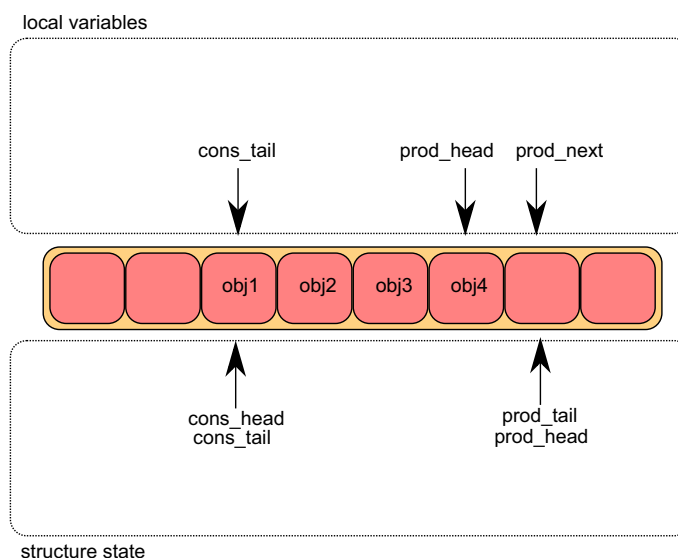 local variables
cons_tail prod_head prod_next
obj1 obj2 obj3 obj4
cons_head
cons_tail
prod_tail
prod_head
structure state